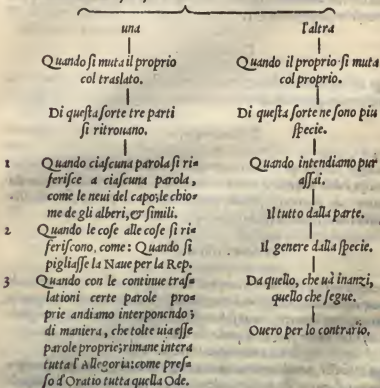 una
Quando si muta il proprio
col traslato.
Di questa sorte tre parti
si ritrouano.
1 Quando ciascuna parola si ri=
ferisce a ciascuna parola,
come le neui del capo; le chio=
me de gli alberi, & simili.
2 Quando le cose alle cose si ri=
feriscono, come: Quando si
pigliasse la Naue per la Rep.
3 Quando con le continue tras=
lationi certe parole pro=
prie andiamo interponendo;
di maniera, che tolte uia esse
parole proprie; rimane intera
tutta l'Allegoria: come pres=
so d'Oratio tutta quella Ode.
l'altra
Quando il proprio si muta
col proprio.
Di questa sorte ne sono piu
specie.
Quando intendiamo pur
assai.
Il tutto dalla parte.
Il genere dalla specie.
Da quello, che uà inanzi,
quello che segue.
Ouero per lo contrario.